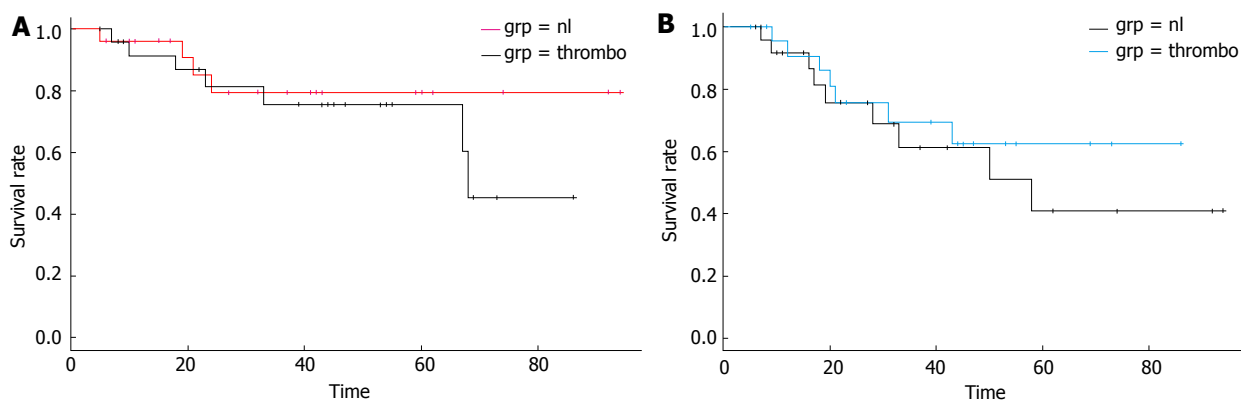 A
grp = nl
grp = thrombo
Survival rate
1.0
0.8
0.6
0.4
0.2
0.0
0 20 40 60 80
Time
B
grp = nl
grp = thrombo
Survival rate
1.0
0.8
0.6
0.4
0.2
0.0
0 20 40 60 80
Time